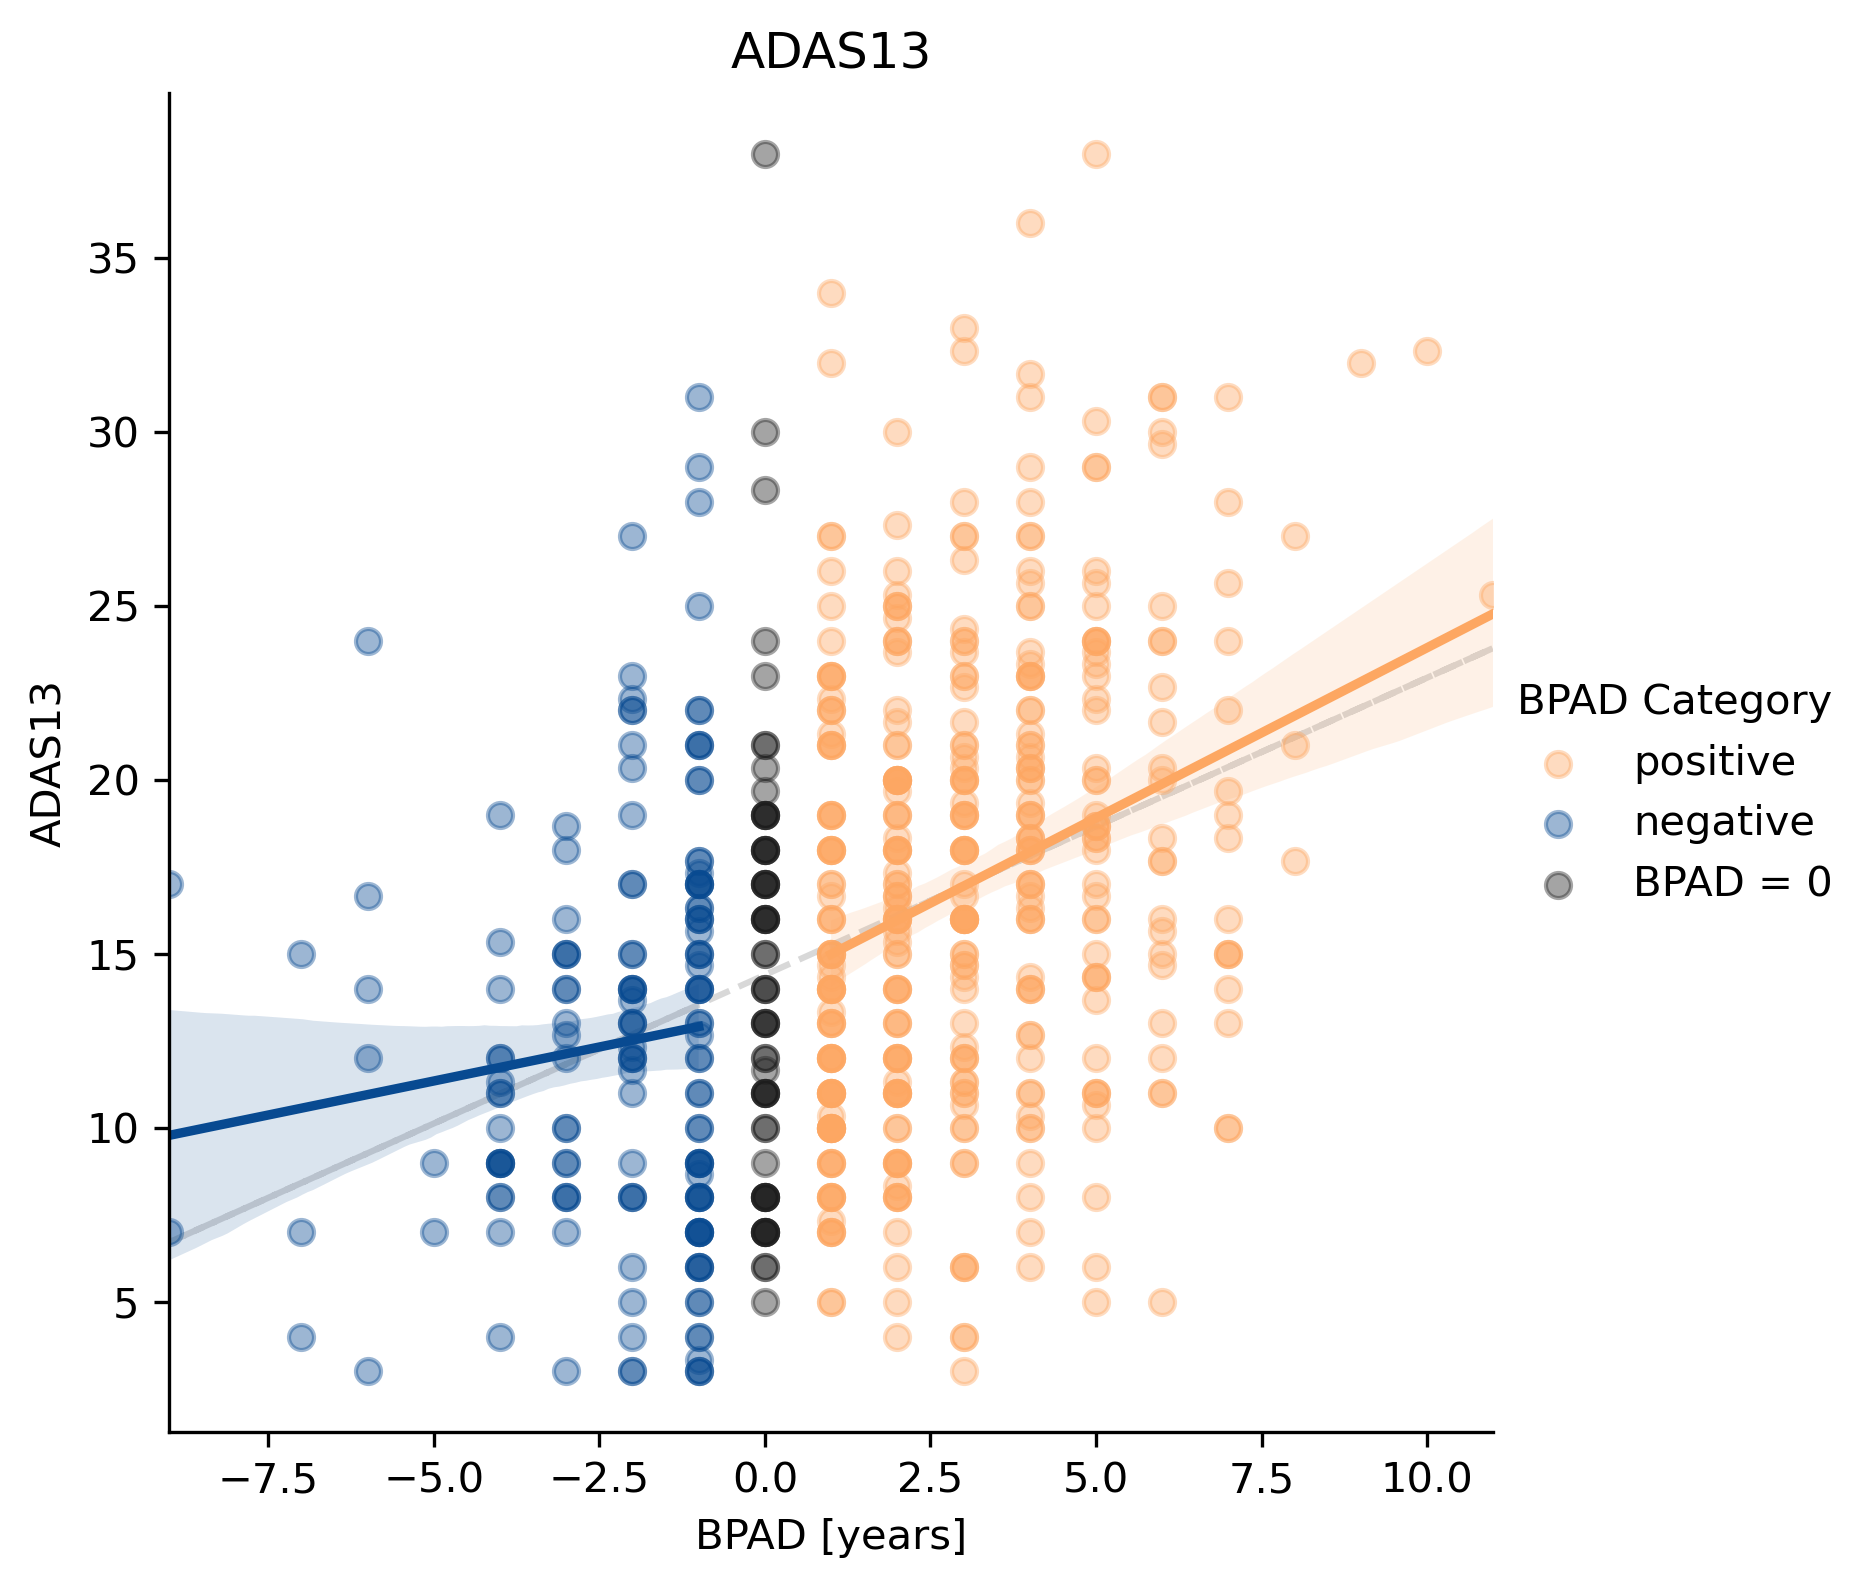 ADAS13
35
30
25
20
15
10
5
ADAS13
−7.5 −5.0 −2.5 0.0 2.5 5.0 7.5 10.0
BPAD [years]
BPAD Category
positive
negative
BPAD = 0